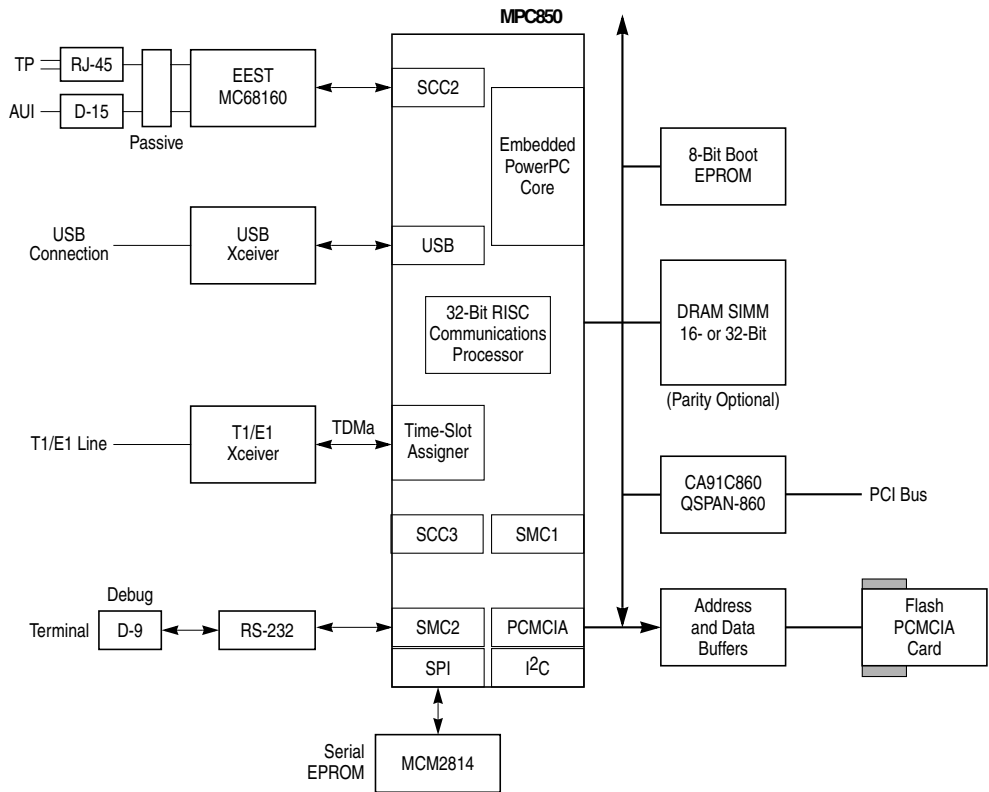 MPC850
TP
RJ-45
AUI
D-15
Passive
EEST
MC68160
SCC2
Embedded
PowerPC
Core
8-Bit Boot
EPROM
USB
Connection
USB
Xceiver
USB
32-Bit RISC
Communications
Processor
DRAM SIMM
16- or 32-Bit
(Parity Optional)
T1/E1 Line
T1/E1
Xceiver
TDMa
Time-Slot
Assigner
CA91C860
QSPAN-860
PCI Bus
SCC3
SMC1
Debug
Terminal
D-9
RS-232
SMC2
PCMCIA
Address
and Data
Buffers
Flash
PCMCIA
Card
SPI
I²C
Serial
EPROM
MCM2814